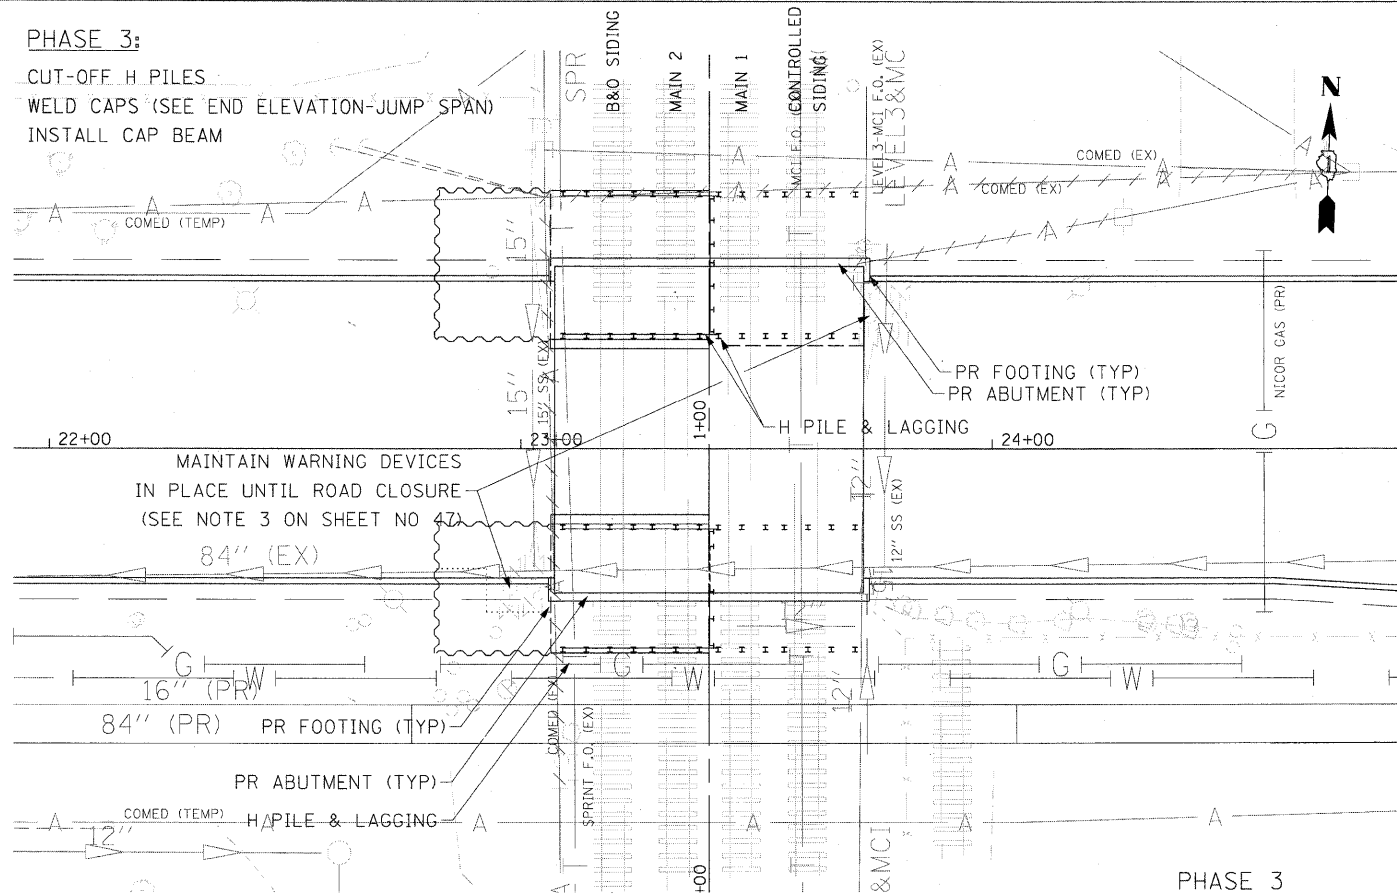 PHASE 3:
CUT-OFF H PILES
WELD CAPS (SEE END ELEVATION-JUMP SPAN)
INSTALL CAP BEAM
SPR
B&O SIDING
MAIN 2
MAIN 1
MCI F.O. (EX)
CONTROLLED
SIDING
LEVEL3-MCI F.O. (EX)
LEVEL3&MC
N
A
COMED (EX)
A
A
A
A
A
COMED (EX)
A
A
A
A
A
A
COMED (TEMP)
A
15"
NICOR GAS (PR)
G
PR FOOTING (TYP)
PR ABUTMENT (TYP)
H PILE & LAGGING
15"
15" SS (EX)
22+00
23+00
1+00
24+00
MAINTAIN WARNING DEVICES
IN PLACE UNTIL ROAD CLOSURE
(SEE NOTE 3 ON SHEET NO 47)
12"
12" SS (EX)
84" (EX)
12"
G
G
G
W
W
W
16" (PR)
84" (PR)
PR FOOTING (TYP)
COMED (EX)
SPRINT F.O. (EX)
12"
PR ABUTMENT (TYP)
COMED (TEMP)
H PILE & LAGGING
A
A
A
A
A
A
12"
&MCI
+00
PHASE 3